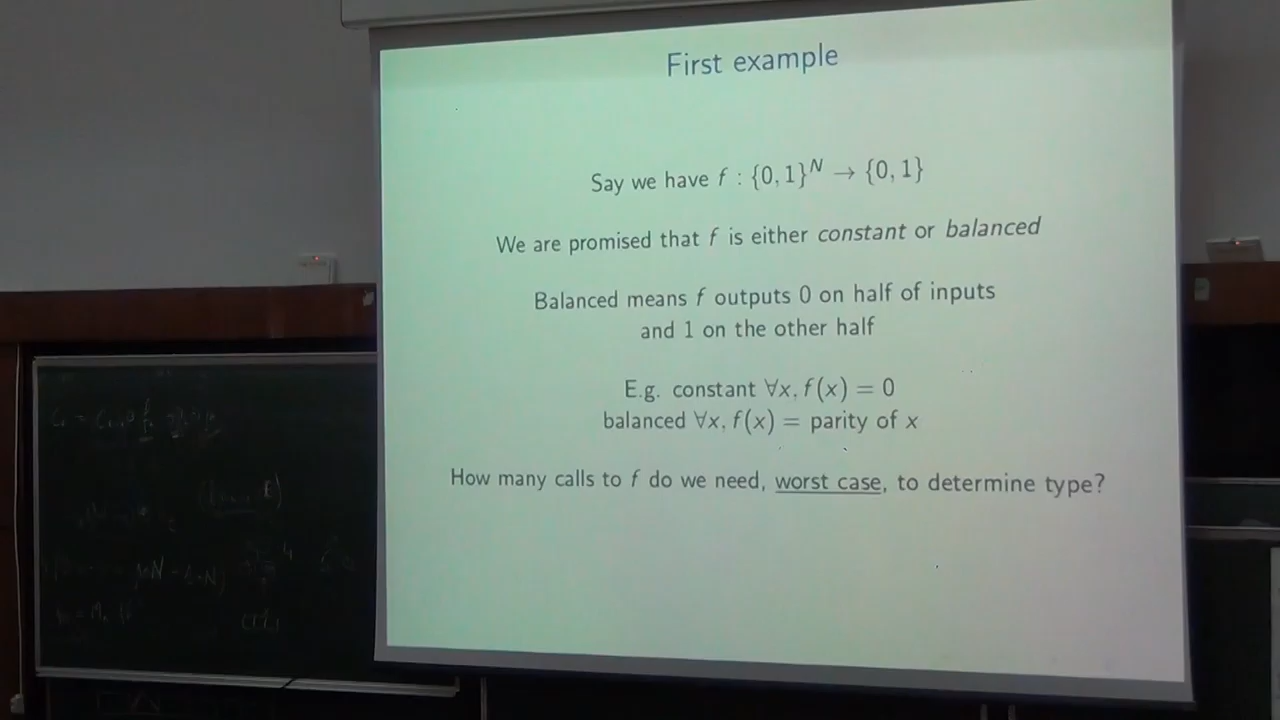 First example
Say we have f : {0, 1}^N → {0, 1}
We are promised that f is either constant or balanced
Balanced means f outputs 0 on half of inputs
and 1 on the other half
E.g. constant ∀x, f(x) = 0
balanced ∀x, f(x) = parity of x
How many calls to f do we need, worst case, to determine type?